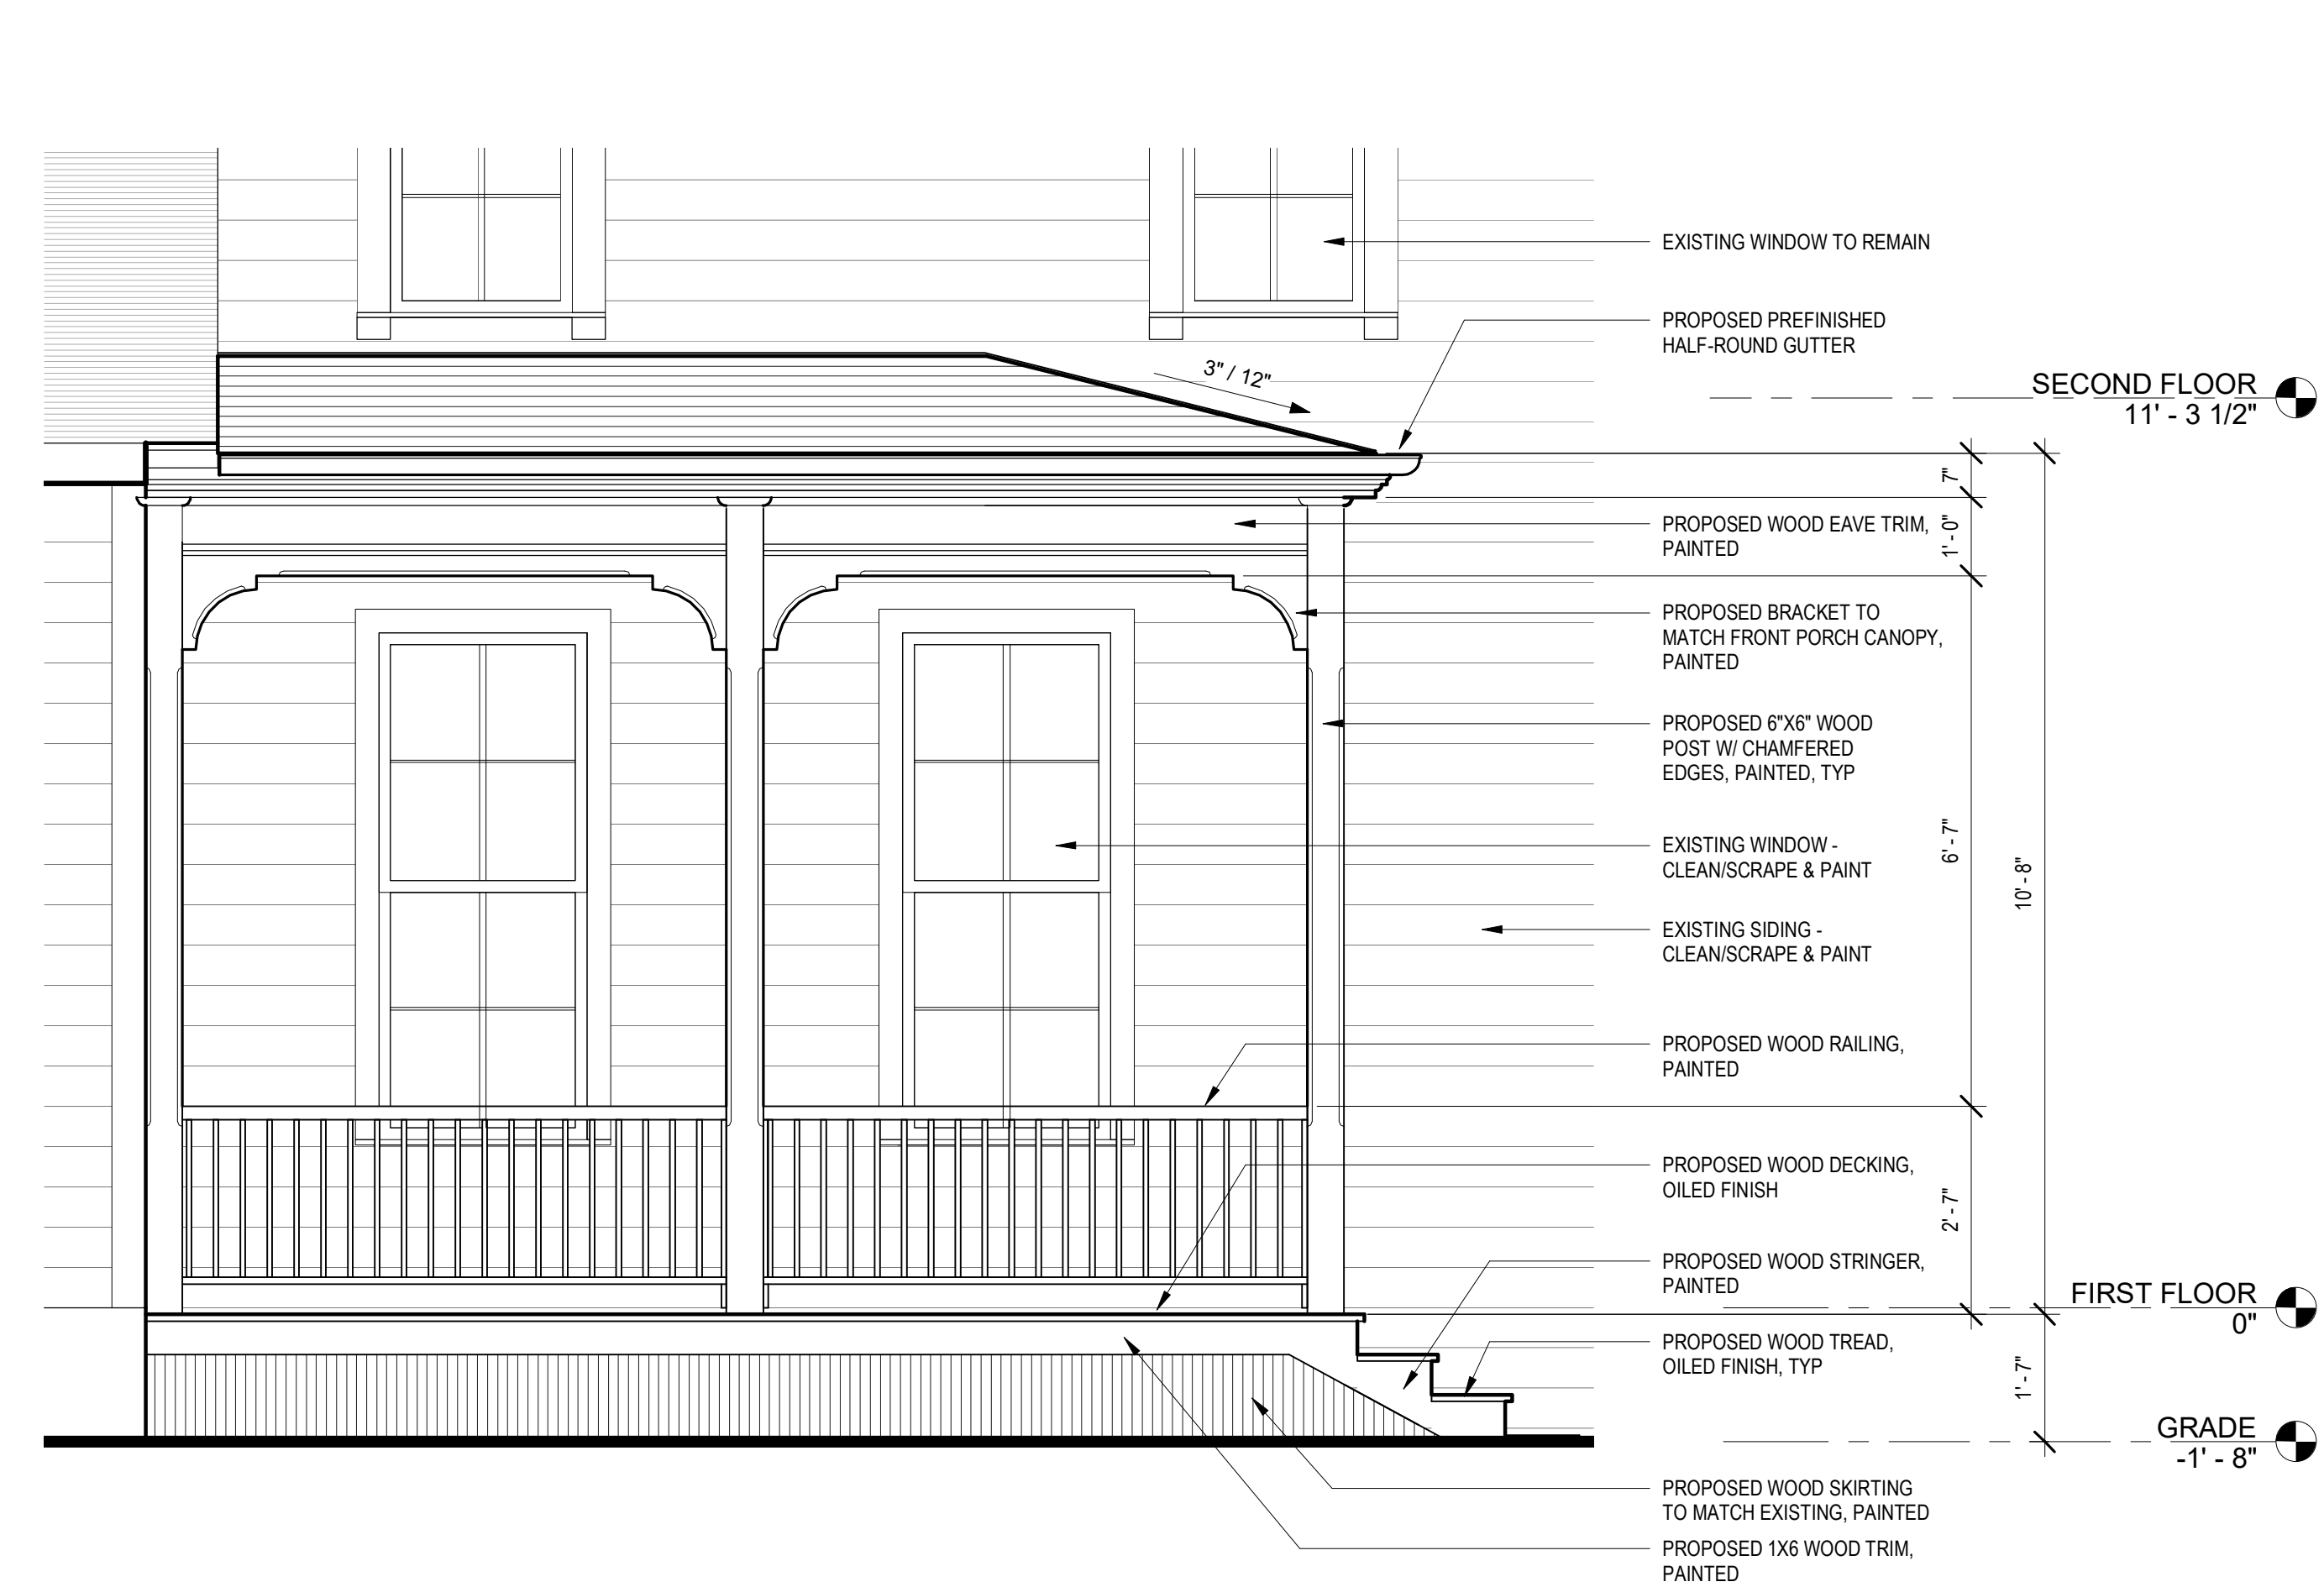 EXISTING WINDOW TO REMAIN
PROPOSED PREFINISHED
HALF-ROUND GUTTER
3" / 12"
SECOND FLOOR
11' - 3 1/2"
7"
1' - 0"
PROPOSED WOOD EAVE TRIM,
PAINTED
PROPOSED BRACKET TO
MATCH FRONT PORCH CANOPY,
PAINTED
PROPOSED 6"X6" WOOD
POST W/ CHAMFERED
EDGES, PAINTED, TYP
6' - 7"
10' - 8"
EXISTING WINDOW -
CLEAN/SCRAPE & PAINT
EXISTING SIDING -
CLEAN/SCRAPE & PAINT
PROPOSED WOOD RAILING,
PAINTED
PROPOSED WOOD DECKING,
OILED FINISH
2' - 7"
PROPOSED WOOD STRINGER,
PAINTED
FIRST FLOOR
0"
PROPOSED WOOD TREAD,
OILED FINISH, TYP
1' - 7"
GRADE
-1' - 8"
PROPOSED WOOD SKIRTING
TO MATCH EXISTING, PAINTED
PROPOSED 1X6 WOOD TRIM,
PAINTED